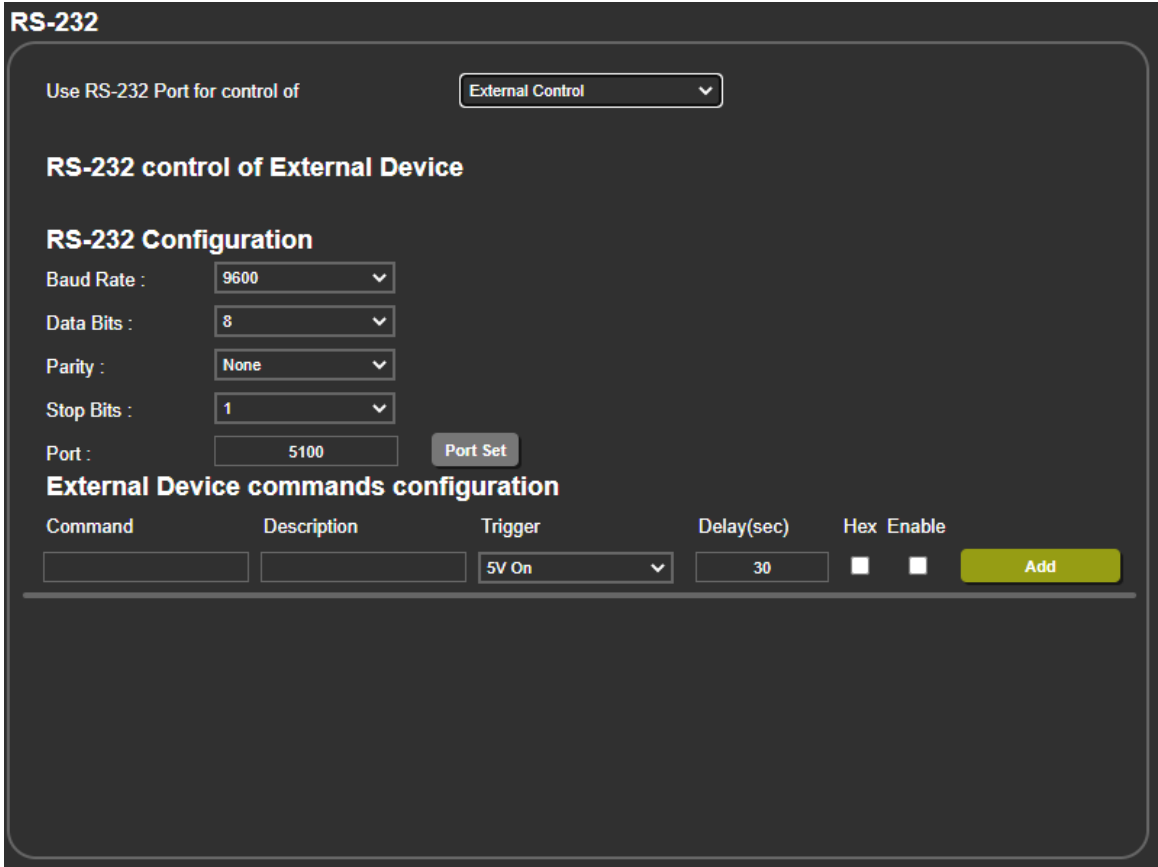 RS-232
Use RS-232 Port for control of External Control
RS-232 control of External Device
RS-232 Configuration
Baud Rate : 9600
Data Bits : 8
Parity : None
Stop Bits : 1
Port : 5100 Port Set
External Device commands configuration
Command Description Trigger Delay(sec) Hex Enable
5V On 30 Add